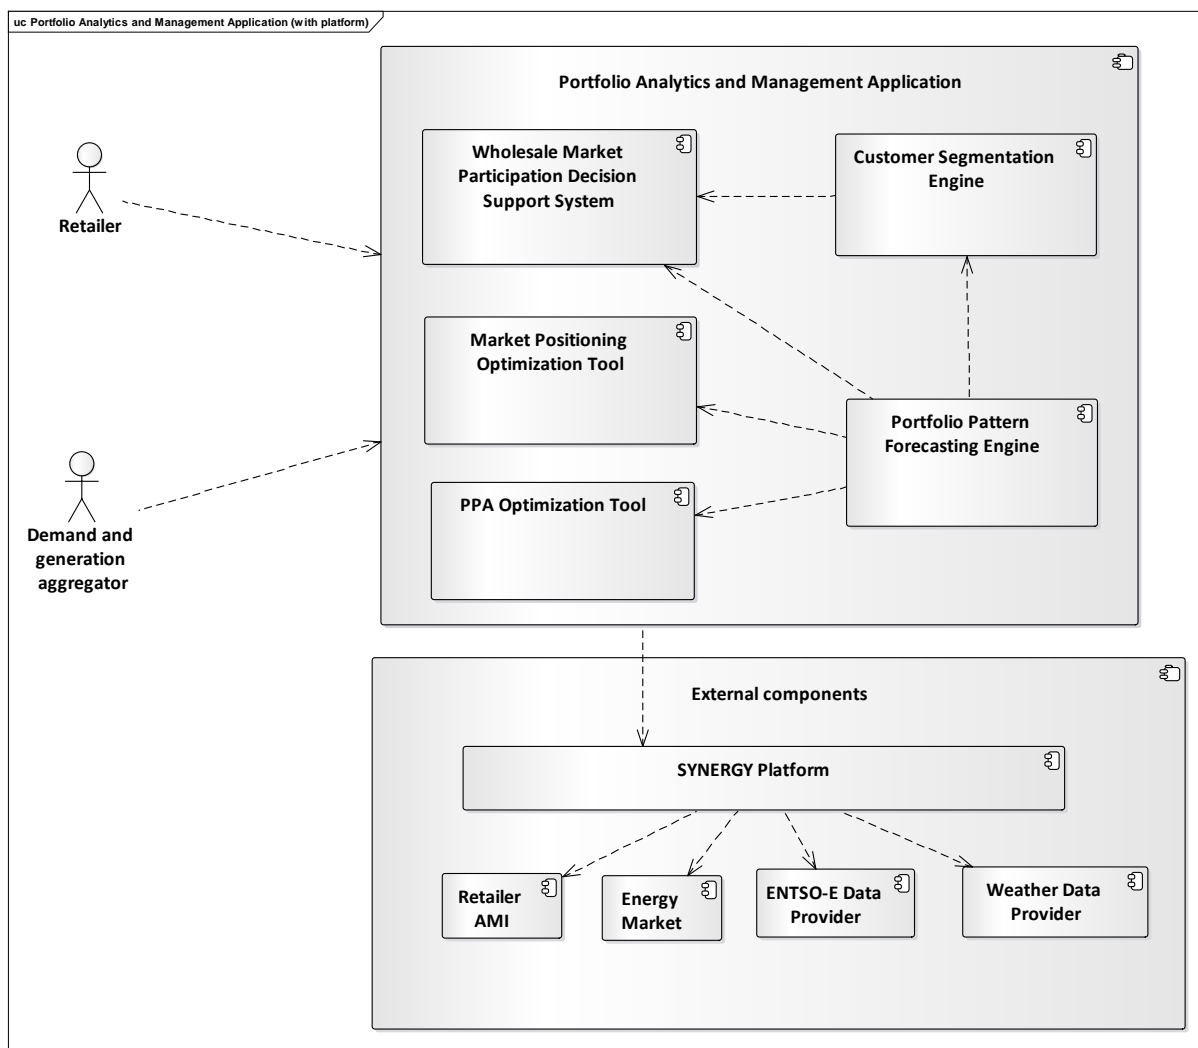 uc Portfolio Analytics and Management Application (with platform)
Portfolio Analytics and Management Application
Wholesale Market
Participation Decision
Support System
Customer Segmentation
Engine
Retailer
Market Positioning
Optimization Tool
Portfolio Pattern
Forecasting Engine
PPA Optimization Tool
Demand and
generation
aggregator
External components
SYNERGY Platform
Retailer
AMI
Energy
Market
ENTSO-E Data
Provider
Weather Data
Provider